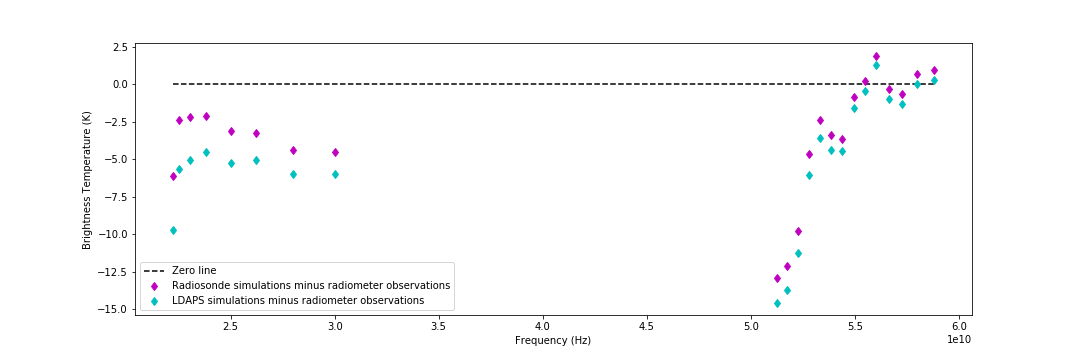 2.5
0.0
−2.5
−5.0
−7.5
−10.0
−12.5
−15.0
Brightness Temperature (K)
Zero line
Radiosonde simulations minus radiometer observations
LDAPS simulations minus radiometer observations
2.5 3.0 3.5 4.0 4.5 5.0 5.5 6.0
1e10
Frequency (Hz)